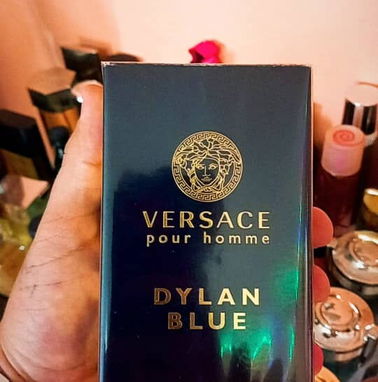 VERSACE
pour homme
DYLAN
BLUE